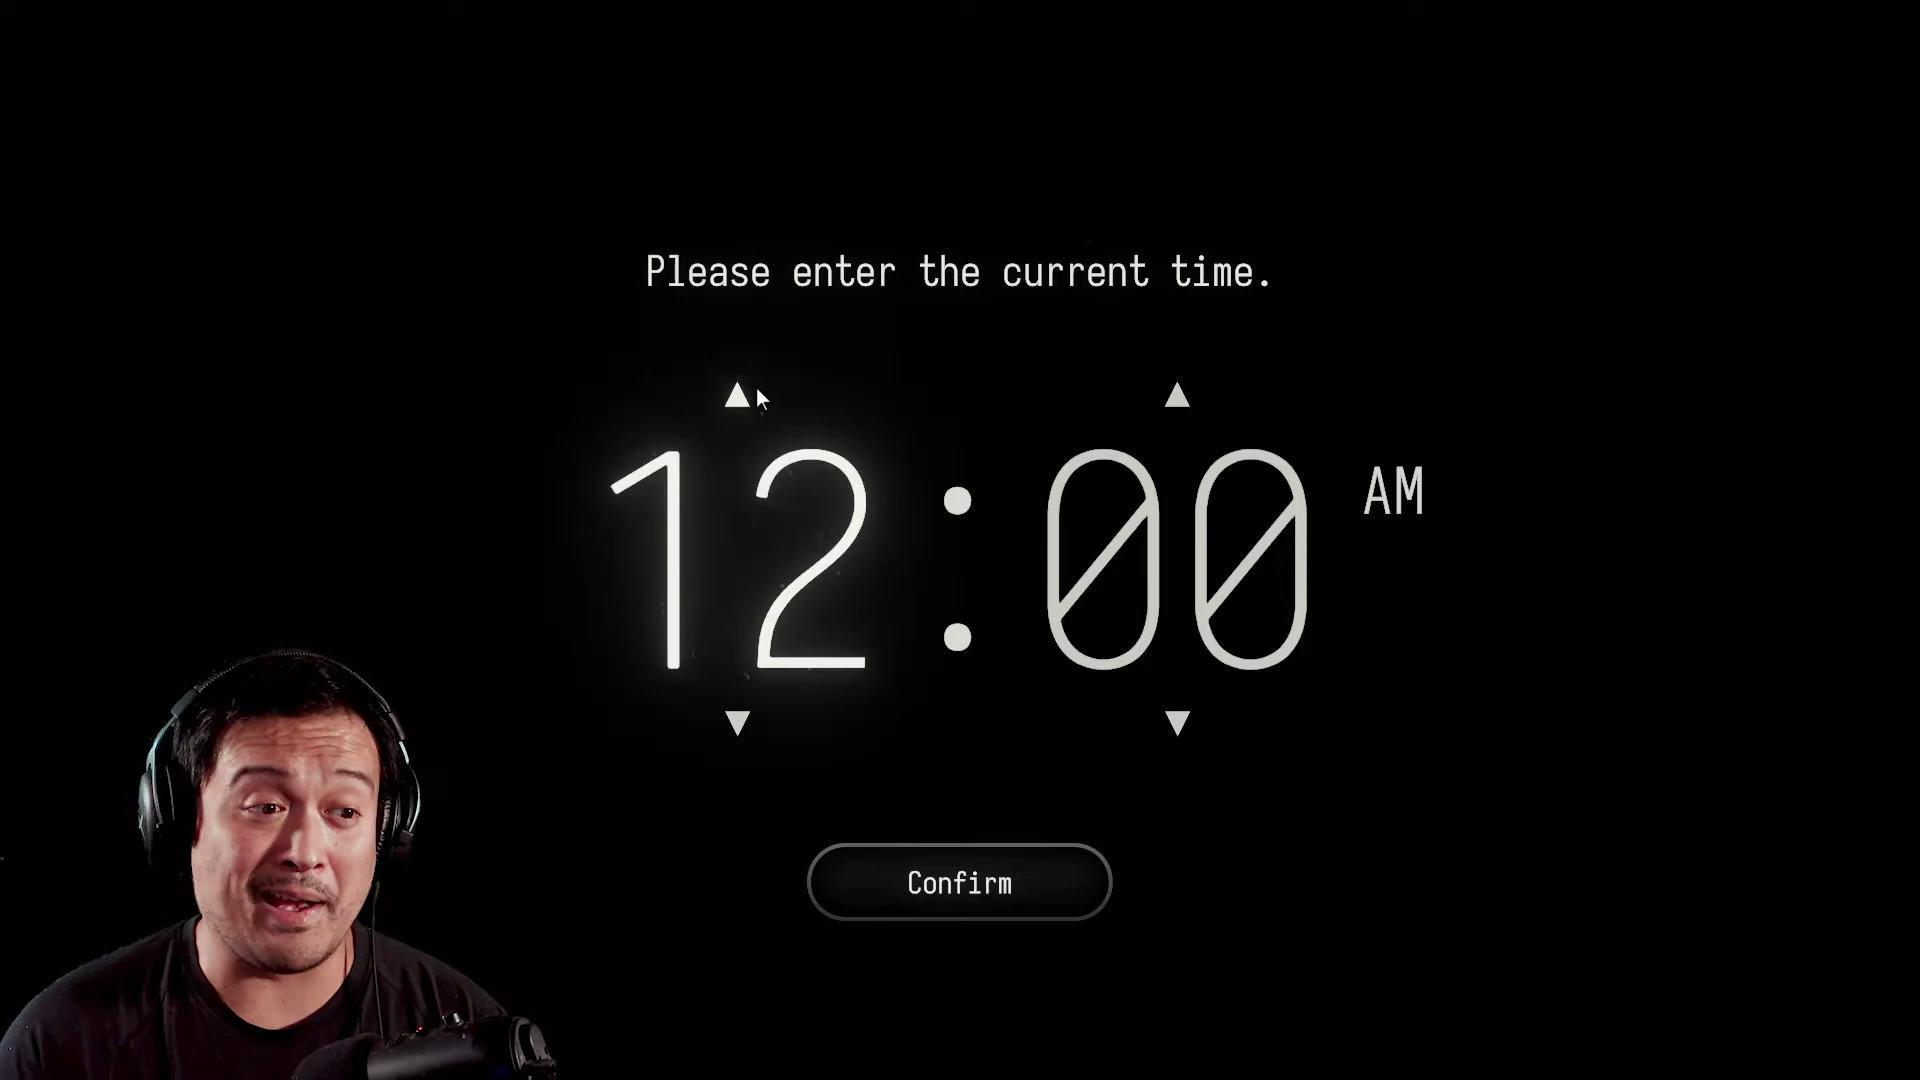 Please enter the current time.
▲ ▲
12:00 AM
▼ ▼
Confirm